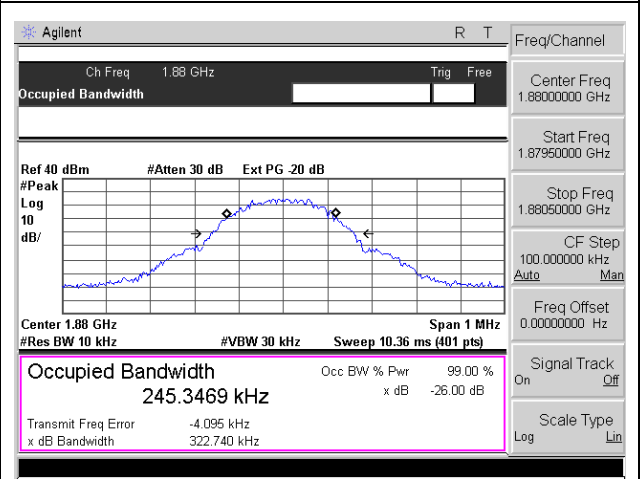 Agilent R T
Ch Freq 1.88 GHz Trig Free
Occupied Bandwidth
Ref 40 dBm #Atten 30 dB Ext PG -20 dB
#Peak
Log
10
dB/
Center 1.88 GHz Span 1 MHz
#Res BW 10 kHz #VBW 30 kHz Sweep 10.36 ms (401 pts)
Occupied Bandwidth Occ BW % Pwr 99.00 %
245.3469 kHz x dB -26.00 dB
Transmit Freq Error -4.095 kHz
x dB Bandwidth 322.740 kHz
Freq/Channel
Center Freq
1.88000000 GHz
Start Freq
1.87950000 GHz
Stop Freq
1.88050000 GHz
CF Step
100.000000 kHz
Auto Man
Freq Offset
0.00000000 Hz
Signal Track
On Off
Scale Type
Log Lin